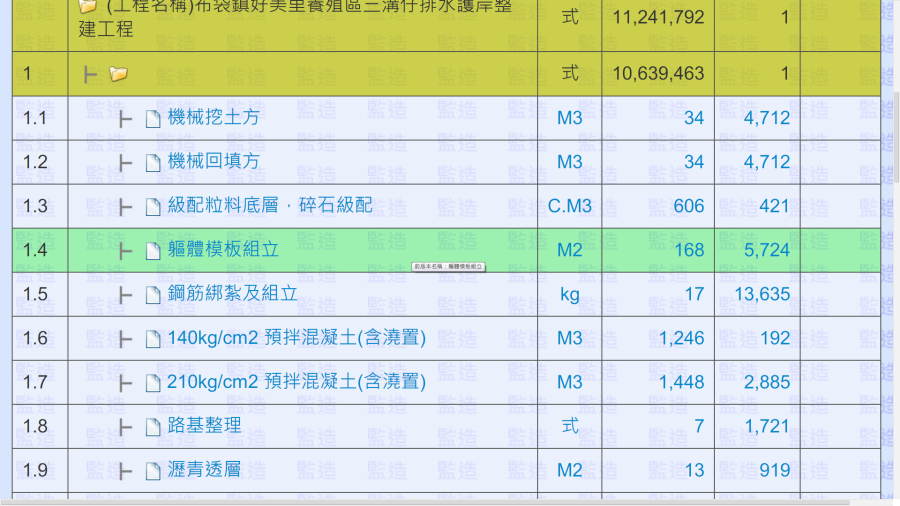 (工程名稱)布袋鎮好美里養殖區三溝仔排水護岸整
建工程 式 11,241,792 1
1 式 10,639,463 1
1.1 機械挖土方 M3 34 4,712
1.2 機械回填方 M3 34 4,712
1.3 級配粒料底層，碎石級配 C.M3 606 421
1.4 軀體模板組立 M2 168 5,724
前版本名稱：軀體模板組立
1.5 鋼筋綁紮及組立 kg 17 13,635
1.6 140kg/cm2 預拌混凝土(含澆置) M3 1,246 192
1.7 210kg/cm2 預拌混凝土(含澆置) M3 1,448 2,885
1.8 路基整理 式 7 1,721
1.9 瀝青透層 M2 13 919
監造